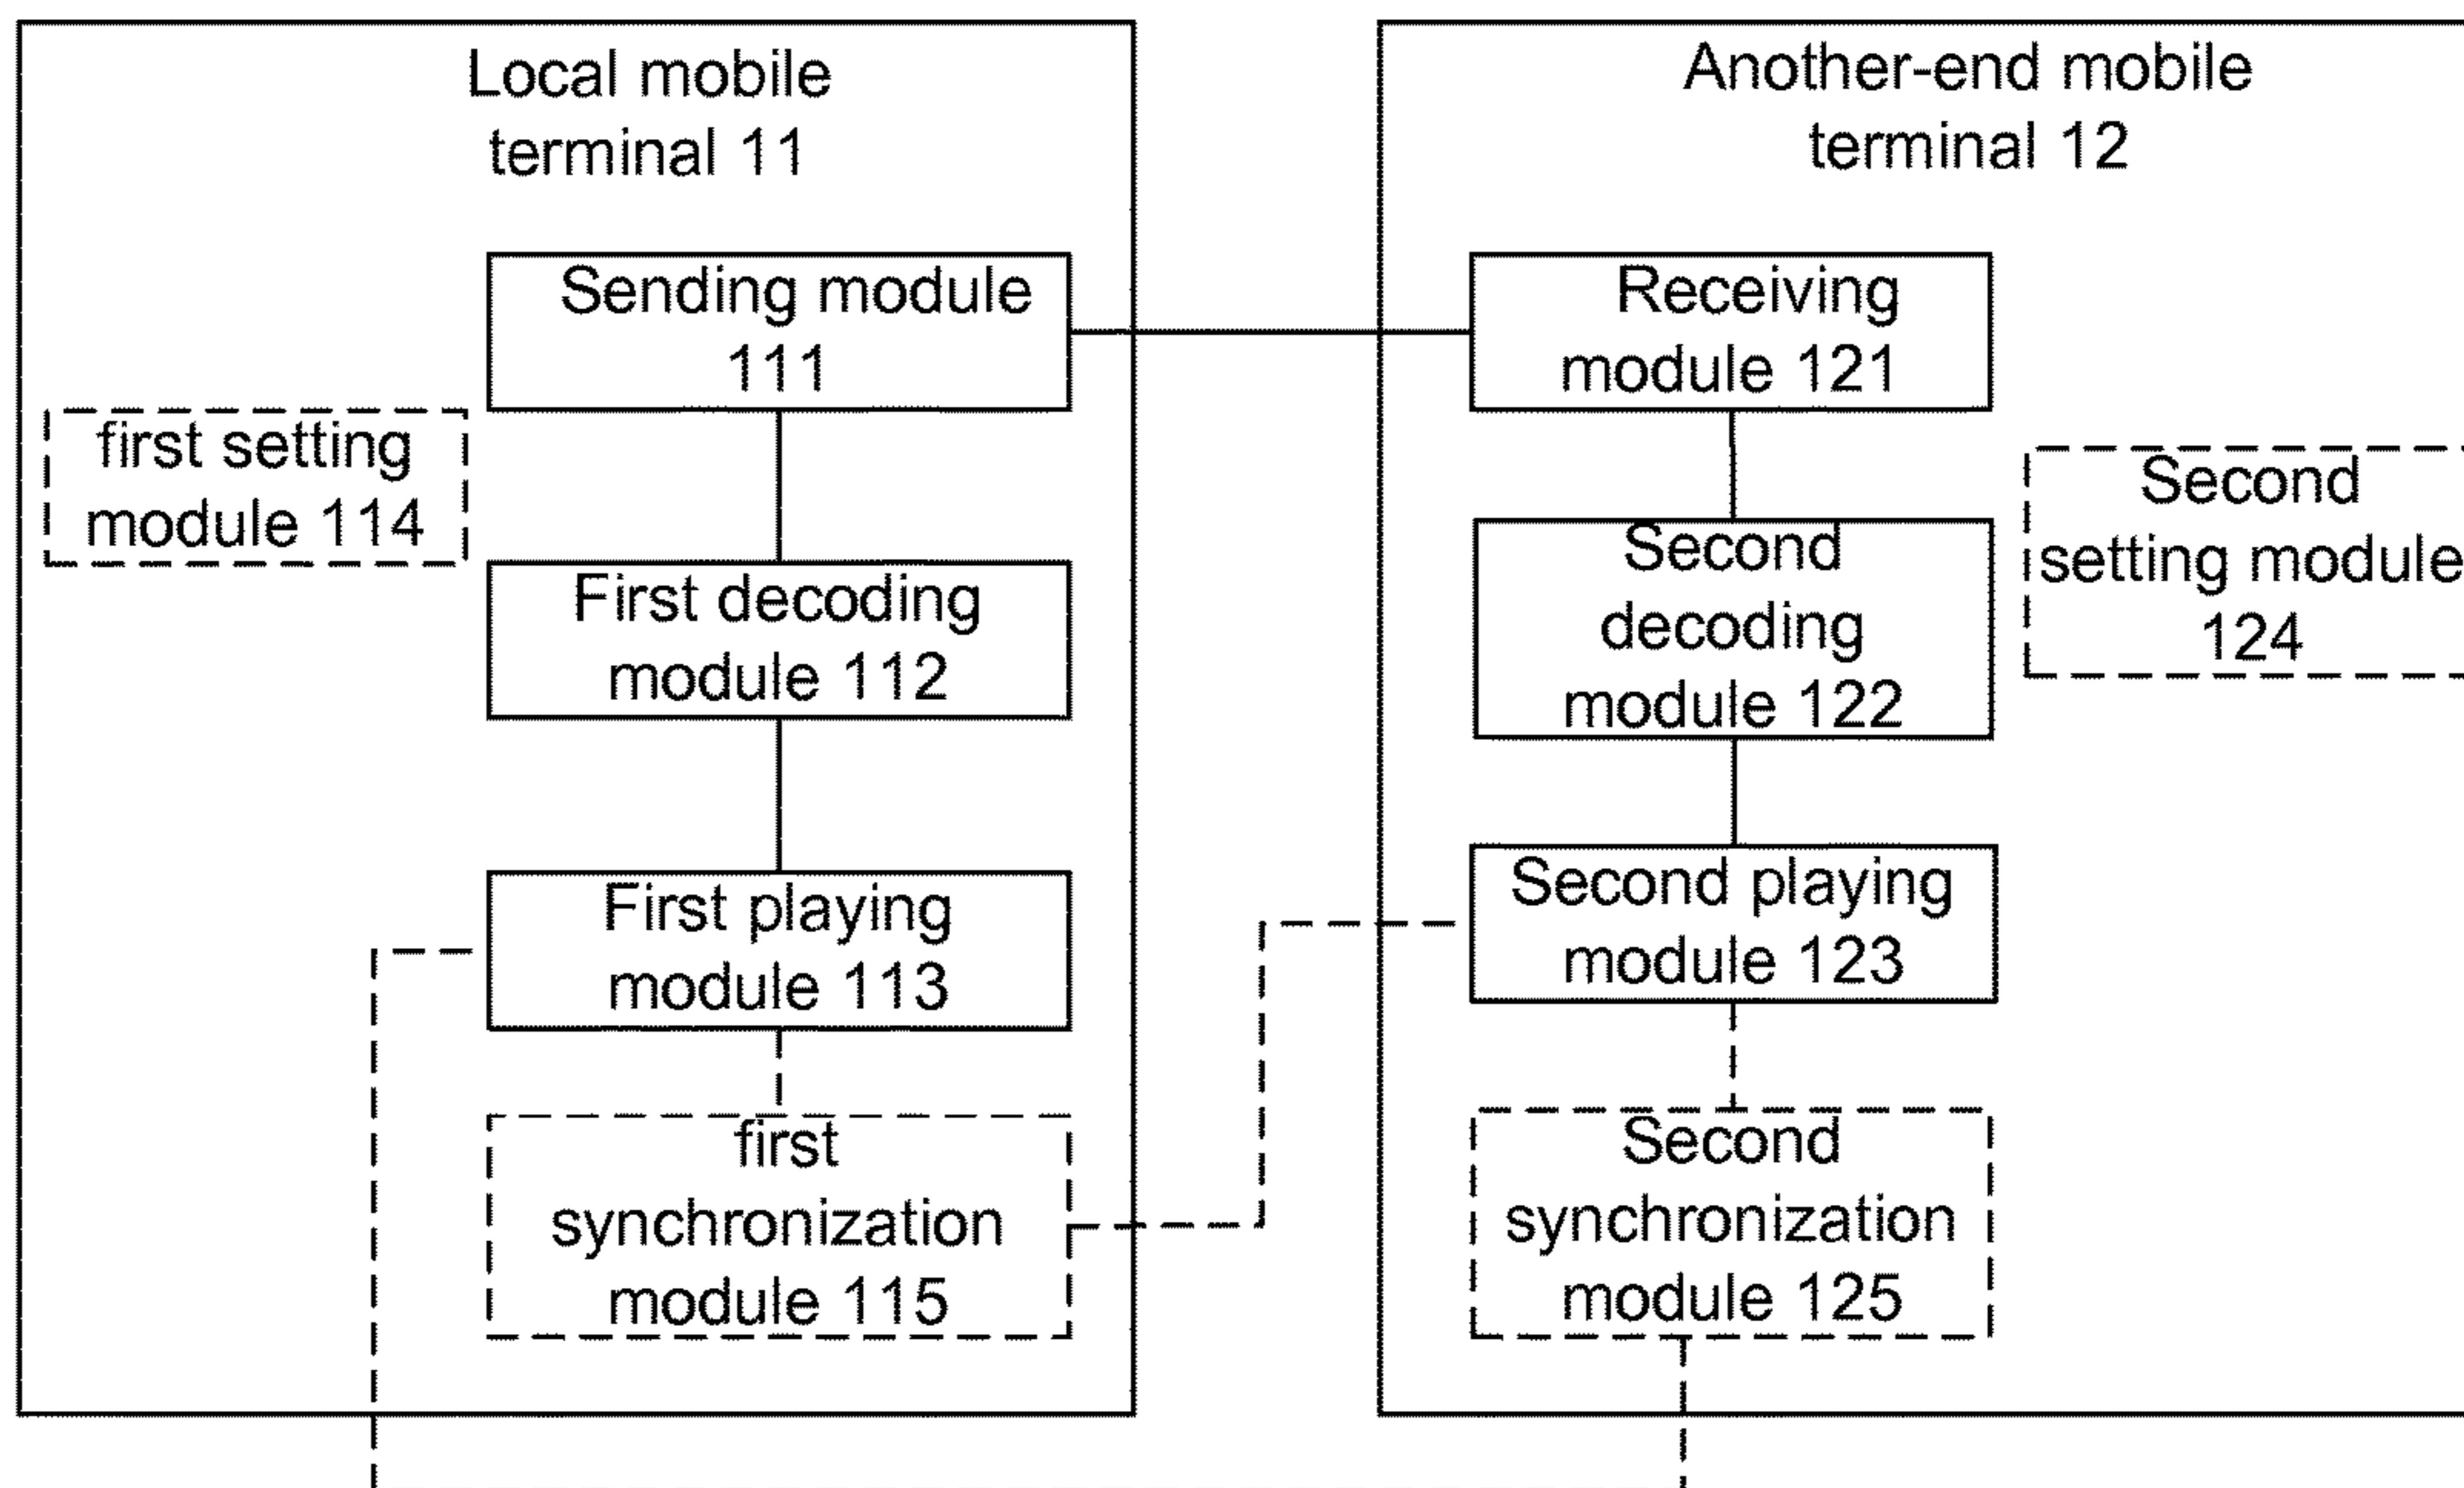 Local mobile
terminal 11
Sending module
111
first setting
module 114
First decoding
module 112
First playing
module 113
first
synchronization
module 115
Another-end mobile
terminal 12
Receiving
module 121
Second
decoding
module 122
Second
setting module
124
Second playing
module 123
Second
synchronization
module 125